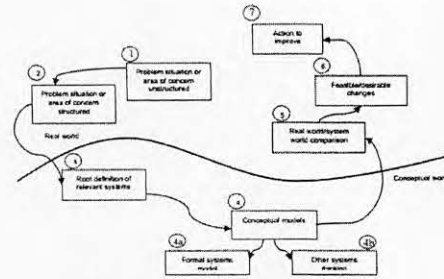 7
Action to
improve
1
Problem situation or
area of concern
unstructured
2
Problem situation or
area of concern
structured
6
Feasible/desirable
changes
5
Real world/system
world comparison
Real world
3
Root definition of
relevant systems
Conceptual
4
Conceptual models
4a
Formal systems
model
4b
Other systems